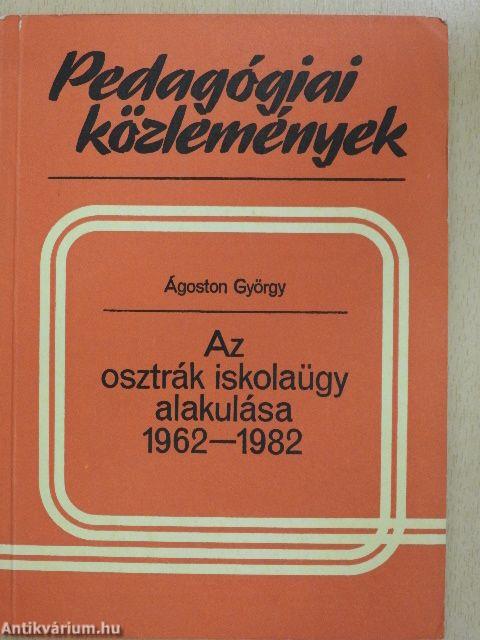 Pedagógiai
közlemények
Ágoston György
Az
osztrák iskolaügy
alakulása
1962—1982
Antikvárium.hu